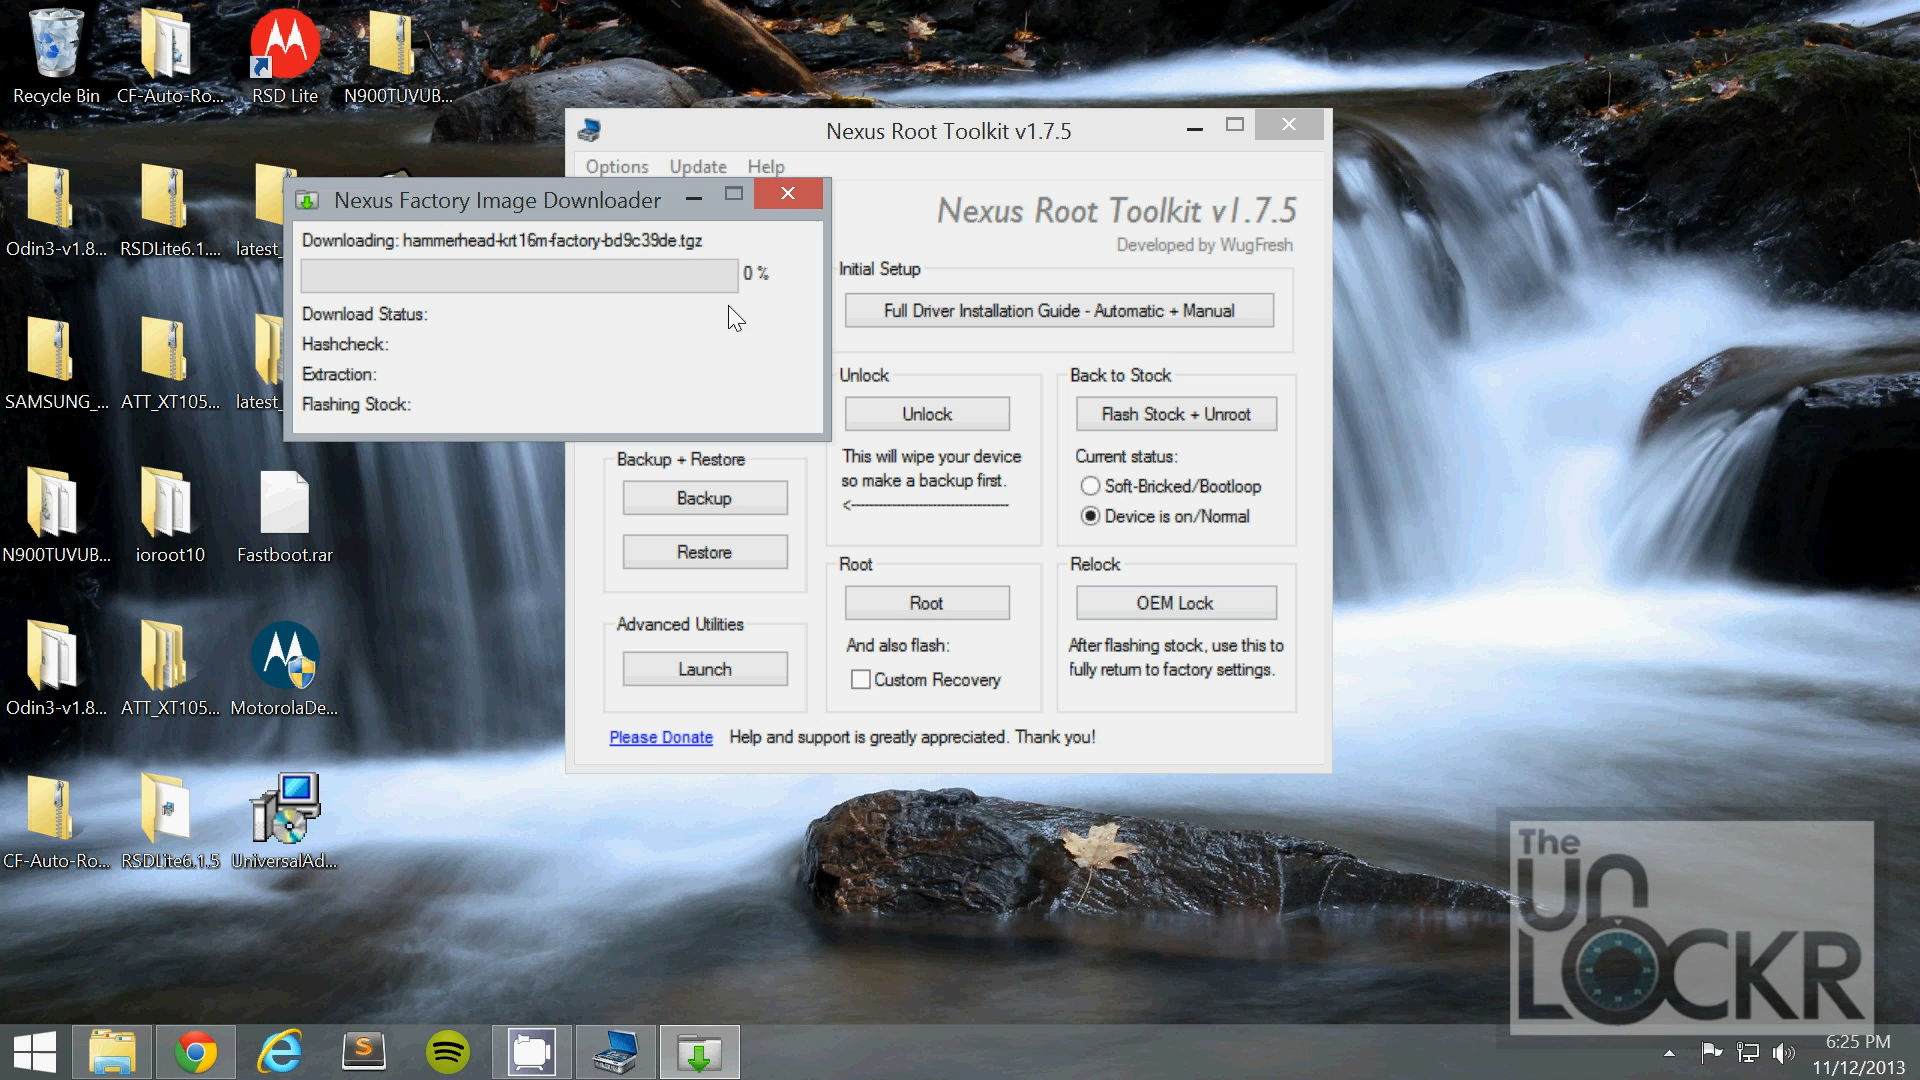 Recycle Bin
CF-Auto-Ro...
RSD Lite
N900TUVUB...
Odin3-v1.8...
RSDLite6.1....
latest_
SAMSUNG_...
ATT_XT105...
latest_
N900TUVUB...
ioroot10
Fastboot.rar
Odin3-v1.8...
ATT_XT105...
MotorolaDe...
CF-Auto-Ro...
RSDLite6.1.5
UniversalAd...
Nexus Factory Image Downloader
Downloading: hammerhead-krt16m-factory-bd9c39de.tgz
0 %
Download Status:
Hashcheck:
Extraction:
Flashing Stock:
Nexus Root Toolkit v1.7.5
Options Update Help
Nexus Root Toolkit v1.7.5
Developed by WugFresh
Initial Setup
Full Driver Installation Guide - Automatic + Manual
Unlock
Unlock
This will wipe your device
so make a backup first.
<-----------------------------------
Back to Stock
Flash Stock + Unroot
Current status:
Soft-Bricked/Bootloop
Device is on/Normal
Backup + Restore
Backup
Restore
Root
Root
And also flash:
Custom Recovery
Relock
OEM Lock
After flashing stock, use this to
fully return to factory settings.
Advanced Utilities
Launch
Please Donate Help and support is greatly appreciated. Thank you!
The
UN
LOCKR
6:25 PM
11/12/2013